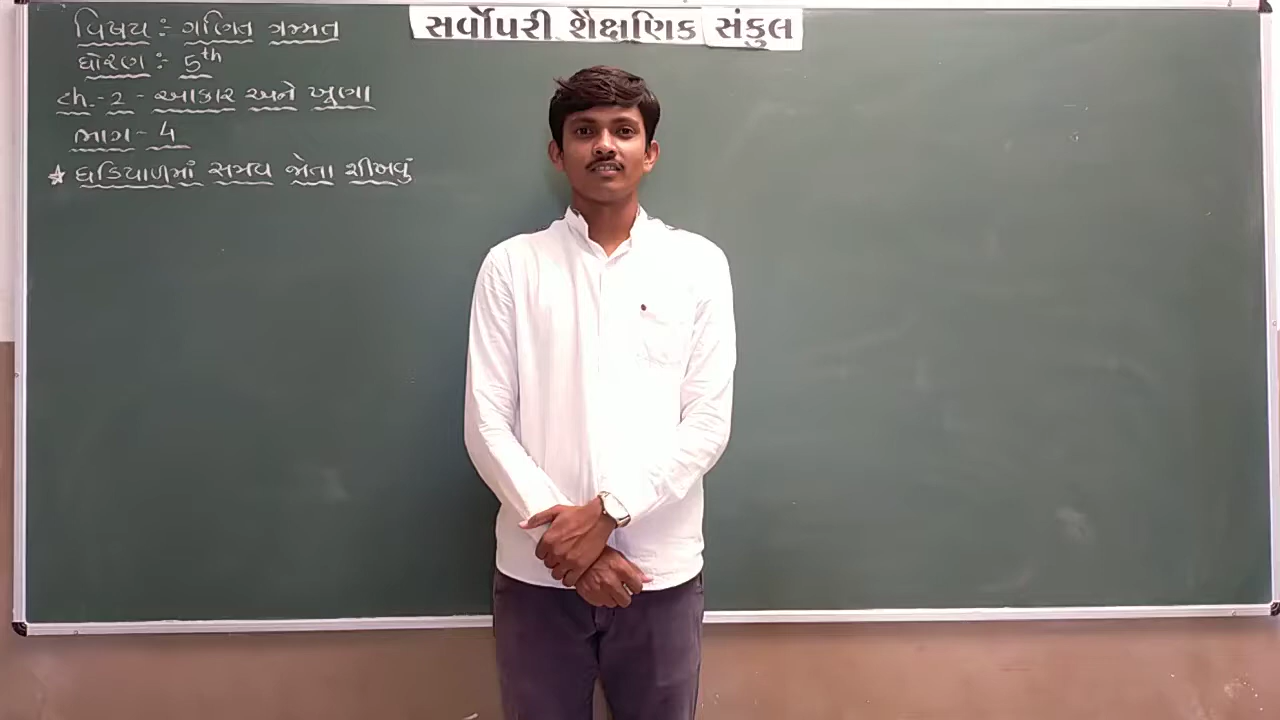 સર્વોપરી શૈક્ષણિક સંકુલ
વિષય :- ગણિત ગમ્મત
ધોરણ :- 5th
ch.-2 - આકાર અને ખૂણા
ભાગ- 4
★ ઘડિયાળમાં સમય જોતા શીખવું